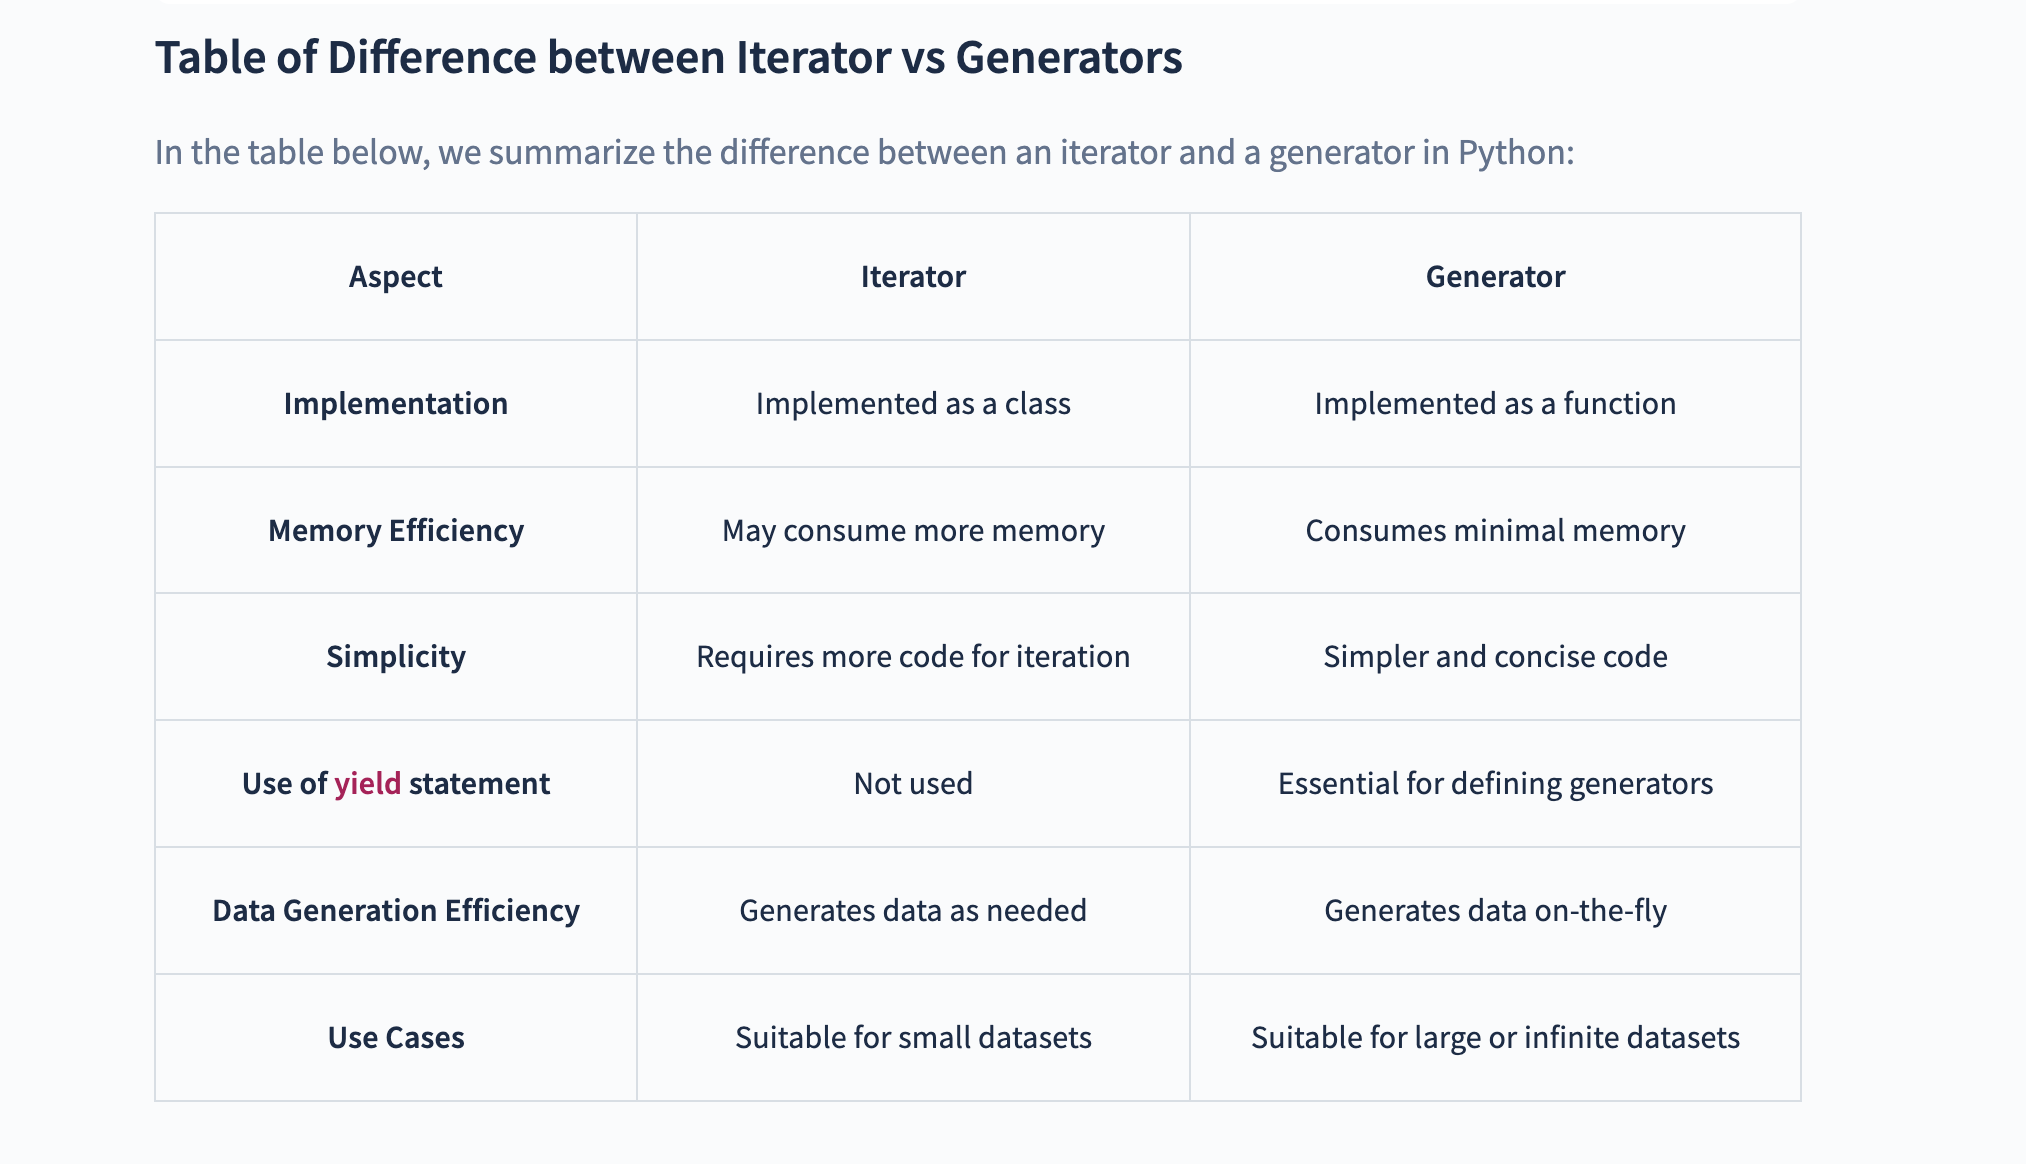 Table of Difference between Iterator vs Generators
In the table below, we summarize the difference between an iterator and a generator in Python:
Aspect Iterator Generator
Implementation Implemented as a class Implemented as a function
Memory Efficiency May consume more memory Consumes minimal memory
Simplicity Requires more code for iteration Simpler and concise code
Use of yield statement Not used Essential for defining generators
Data Generation Efficiency Generates data as needed Generates data on-the-fly
Use Cases Suitable for small datasets Suitable for large or infinite datasets